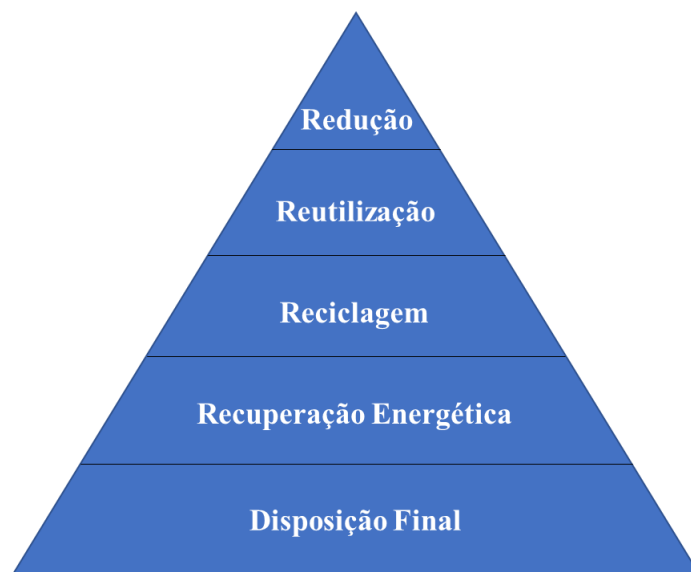 Redução
Reutilização
Reciclagem
Recuperação Energética
Disposição Final